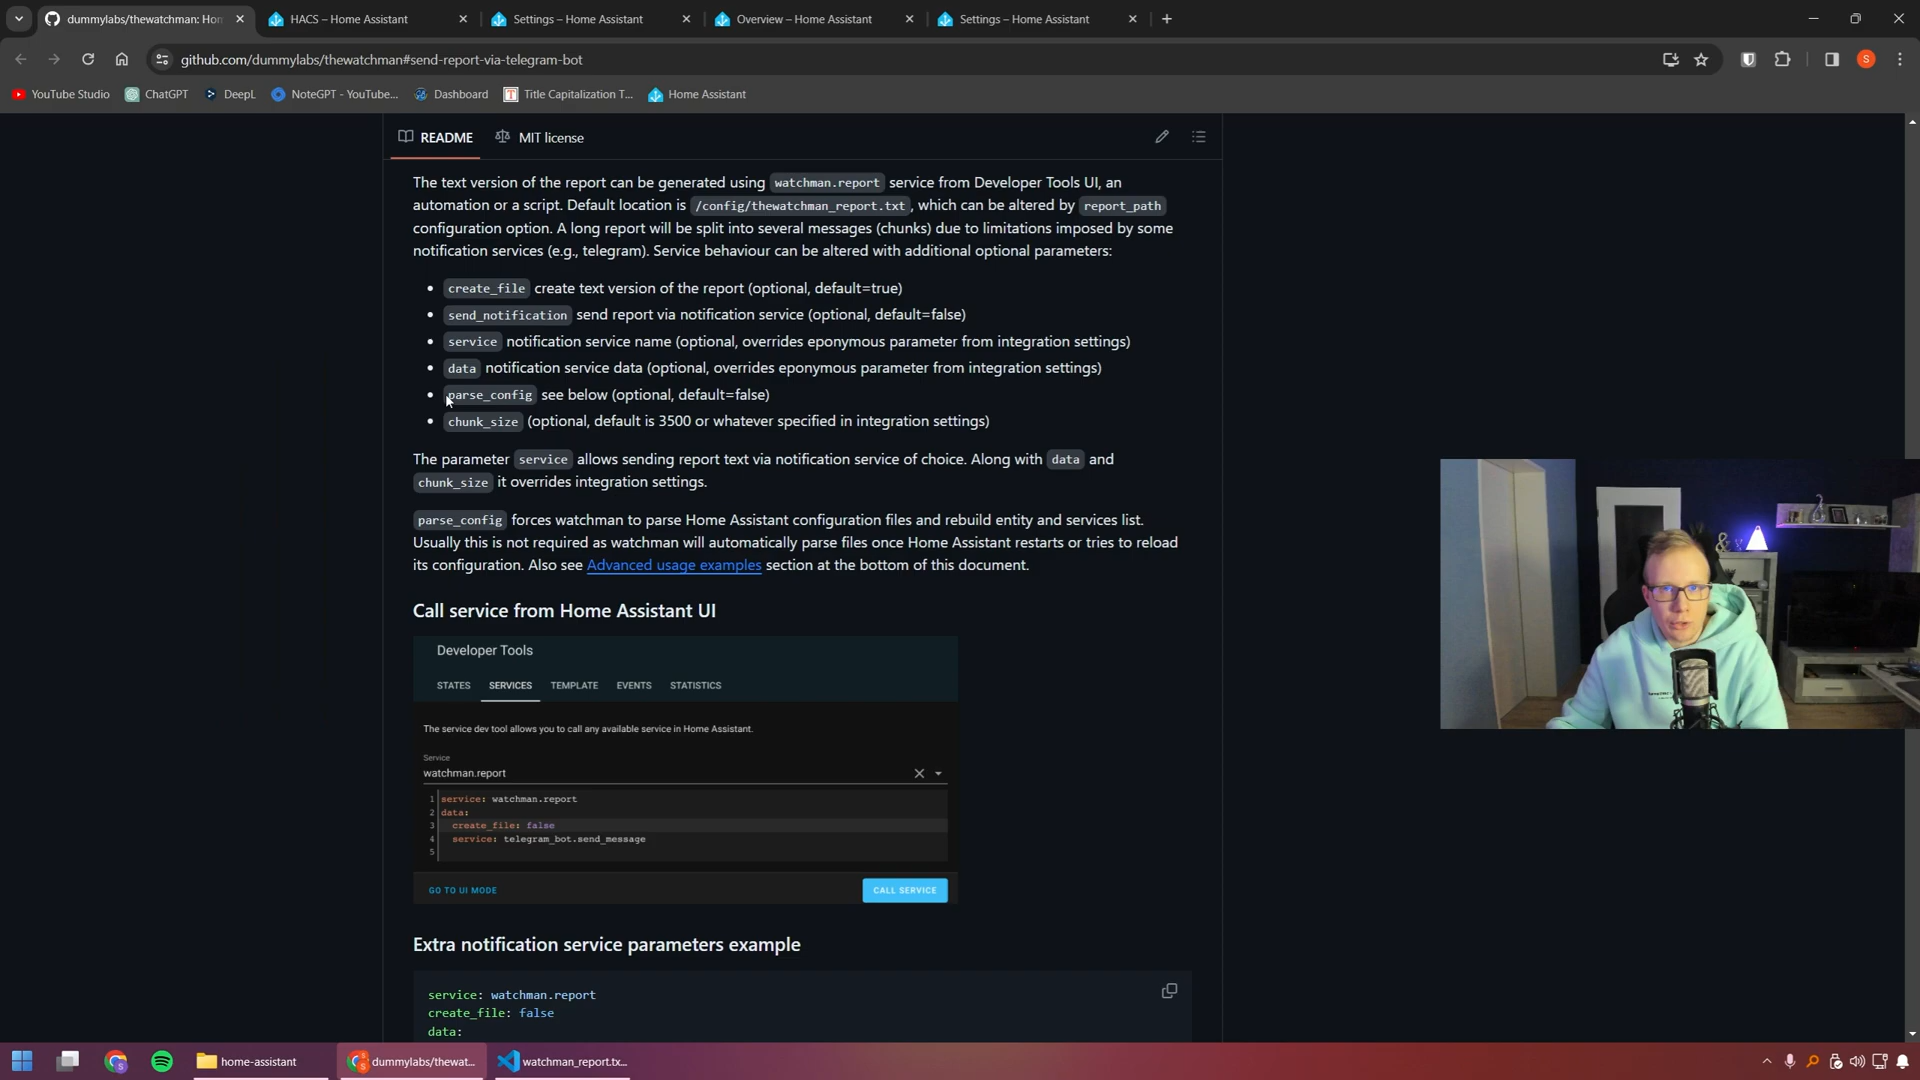 dummylabs/thewatchman: Hom
HACS – Home Assistant
Settings – Home Assistant
Overview – Home Assistant
Settings – Home Assistant
github.com/dummylabs/thewatchman#send-report-via-telegram-bot
S
YouTube Studio
ChatGPT
DeepL
NoteGPT - YouTube...
Dashboard
Title Capitalization T...
Home Assistant
README
MIT license
The text version of the report can be generated using watchman.report service from Developer Tools UI, an
automation or a script. Default location is /config/thewatchman_report.txt, which can be altered by report_path
configuration option. A long report will be split into several messages (chunks) due to limitations imposed by some
notification services (e.g., telegram). Service behaviour can be altered with additional optional parameters:
• create_file create text version of the report (optional, default=true)
• send_notification send report via notification service (optional, default=false)
• service notification service name (optional, overrides eponymous parameter from integration settings)
• data notification service data (optional, overrides eponymous parameter from integration settings)
• parse_config see below (optional, default=false)
• chunk_size (optional, default is 3500 or whatever specified in integration settings)
The parameter service allows sending report text via notification service of choice. Along with data and
chunk_size it overrides integration settings.
parse_config forces watchman to parse Home Assistant configuration files and rebuild entity and services list.
Usually this is not required as watchman will automatically parse files once Home Assistant restarts or tries to reload
its configuration. Also see Advanced usage examples section at the bottom of this document.
Call service from Home Assistant UI
Developer Tools
STATES SERVICES TEMPLATE EVENTS STATISTICS
The service dev tool allows you to call any available service in Home Assistant.
Service
watchman.report
1 service: watchman.report
2 data:
3 create_file: false
4 service: telegram_bot.send_message
5
GO TO UI MODE
CALL SERVICE
Extra notification service parameters example
service: watchman.report
create_file: false
data:
home-assistant
dummylabs/thewat...
watchman_report.tx...